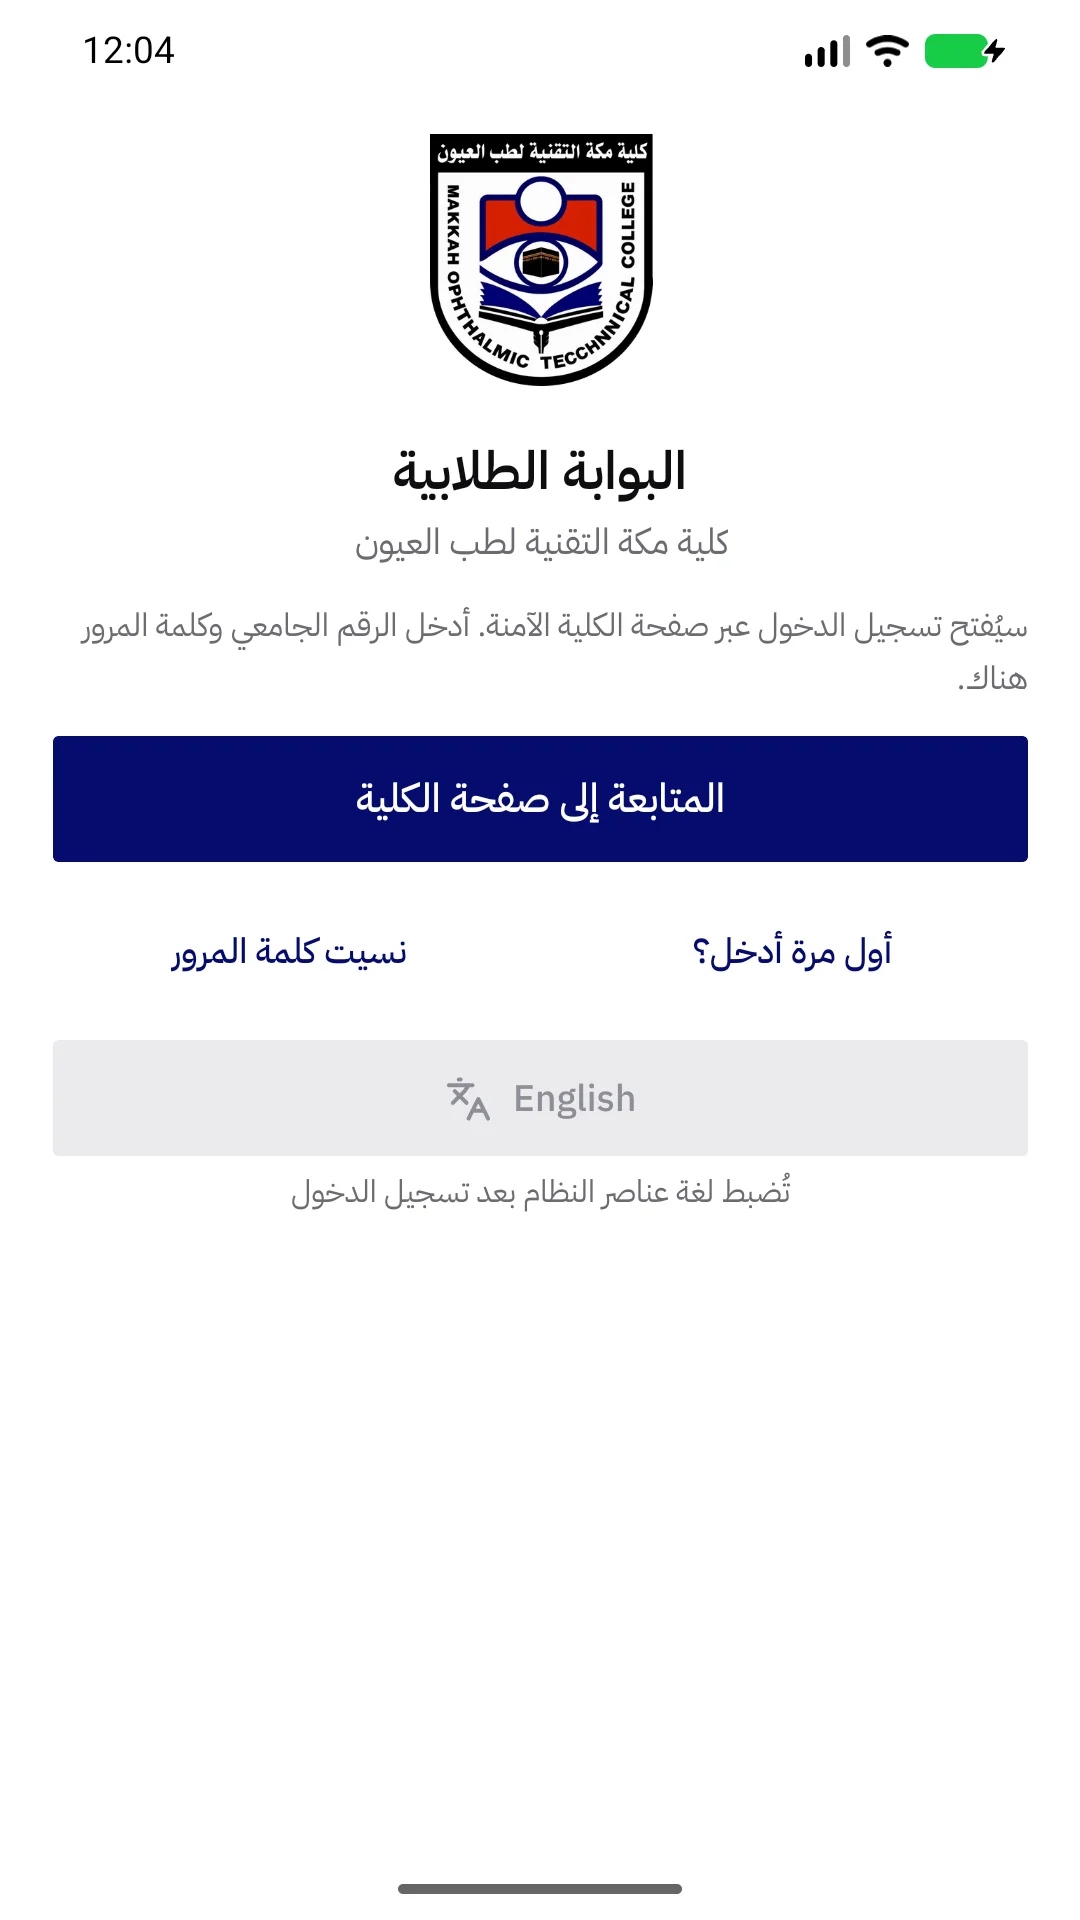 12:04
كلية مكة التقنية لطب العيون
MAKKAH OPHTHALMIC TECCHNNICAL COLLEGE
البوابة الطلابية
كلية مكة التقنية لطب العيون
سيُفتح تسجيل الدخول عبر صفحة الكلية الآمنة. أدخل الرقم الجامعي وكلمة المرور
هناك.
المتابعة إلى صفحة الكلية
أول مرة أدخل؟
نسيت كلمة المرور
English
تُضبط لغة عناصر النظام بعد تسجيل الدخول